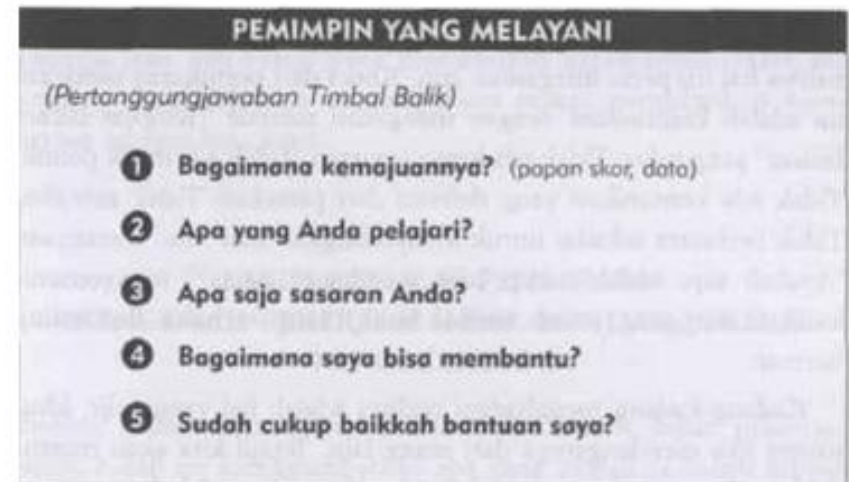 PEMIMPIN YANG MELAYANI
(Pertanggungjawaban Timbal Balik)
1 Bagaimana kemajuannya? (papan skor, data)
2 Apa yang Anda pelajari?
3 Apa saja sasaran Anda?
4 Bagaimana saya bisa membantu?
5 Sudah cukup baikkah bantuan saya?